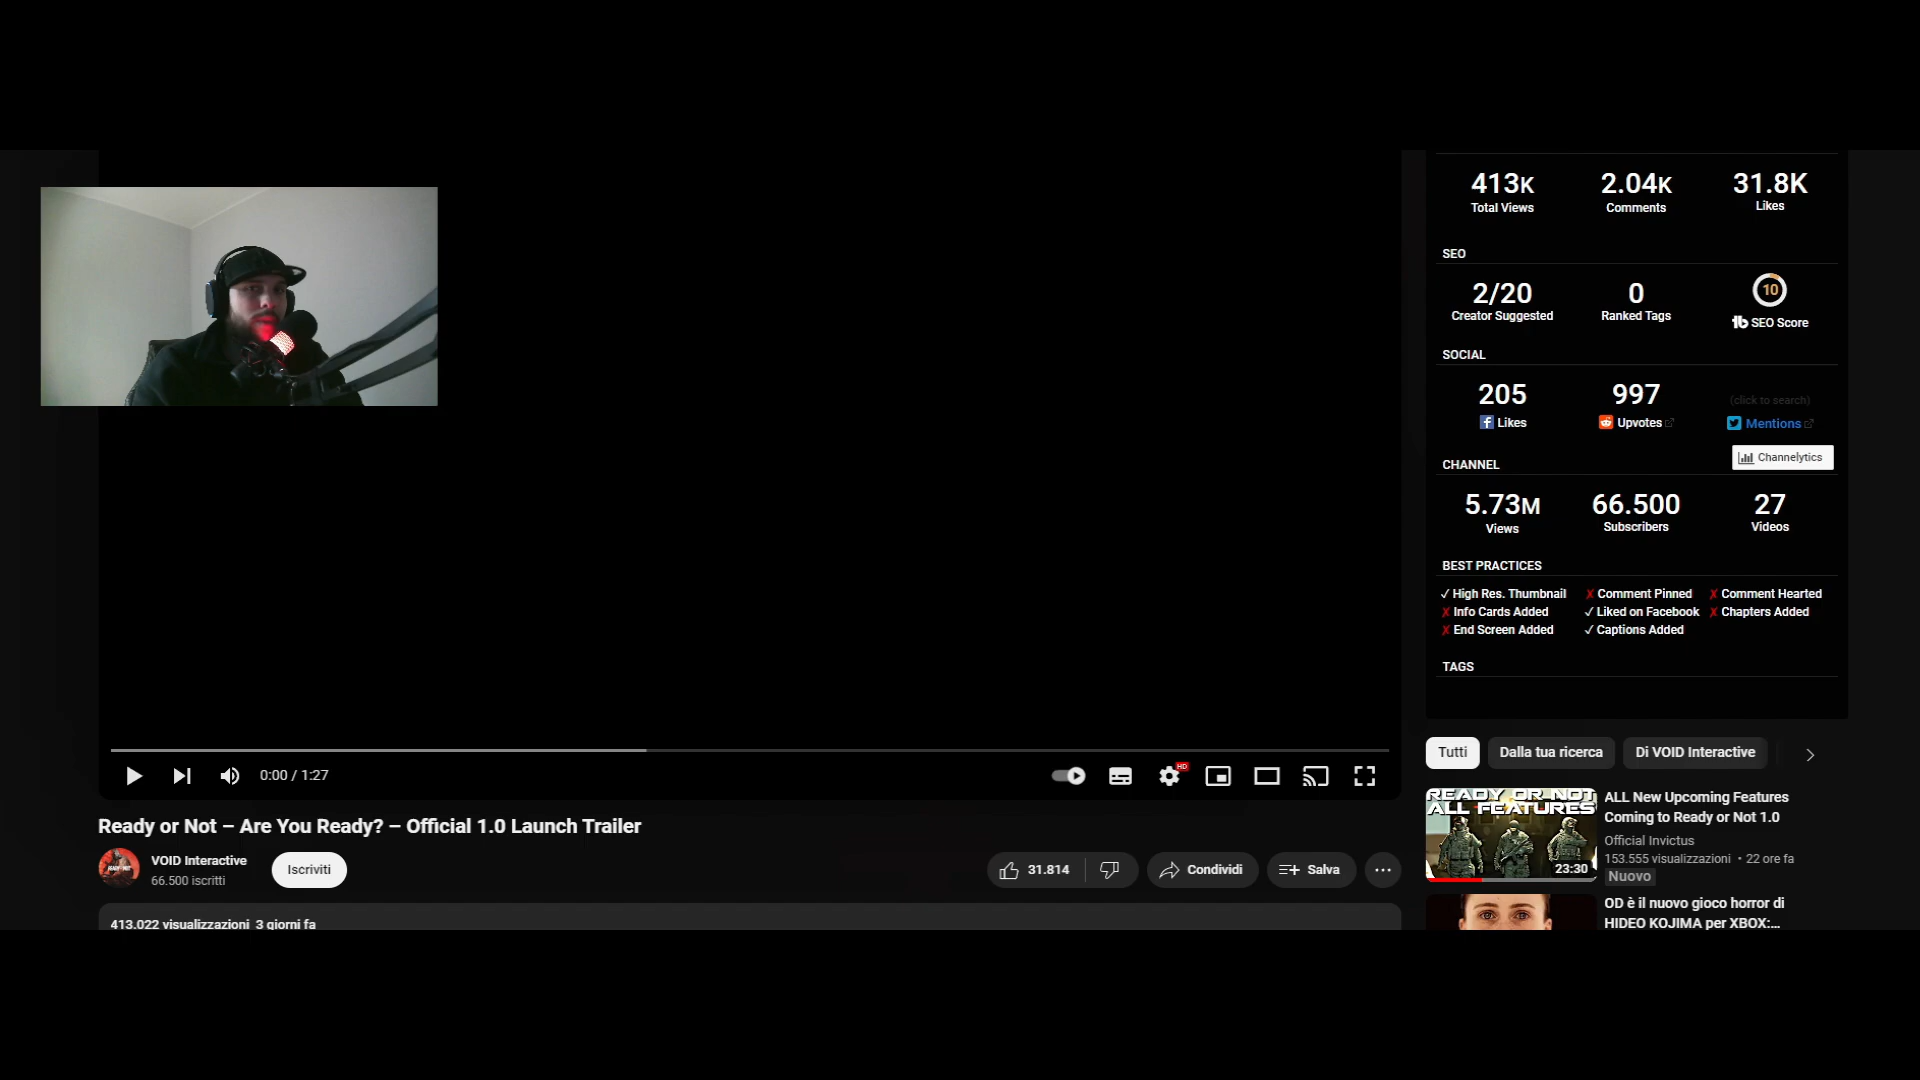 413K
Total Views
2.04K
Comments
31.8K
Likes
SEO
2/20
Creator Suggested
0
Ranked Tags
10
tb SEO Score
SOCIAL
205
Likes
997
Upvotes
(click to search)
Mentions
Channelytics
CHANNEL
5.73M
Views
66.500
Subscribers
27
Videos
BEST PRACTICES
✓ High Res. Thumbnail
✗ Comment Pinned
✗ Comment Hearted
✗ Info Cards Added
✓ Liked on Facebook
✗ Chapters Added
✗ End Screen Added
✓ Captions Added
TAGS
0:00 / 1:27
HD
Ready or Not – Are You Ready? – Official 1.0 Launch Trailer
VOID Interactive
66.500 iscritti
Iscriviti
31.814
Condividi
Salva
413.022 visualizzazioni 3 giorni fa
Tutti
Dalla tua ricerca
Di VOID Interactive
READY OR NOT
ALL FEATURES
23:30
ALL New Upcoming Features
Coming to Ready or Not 1.0
Official Invictus
153.555 visualizzazioni • 22 ore fa
Nuovo
OD è il nuovo gioco horror di
HIDEO KOJIMA per XBOX:...